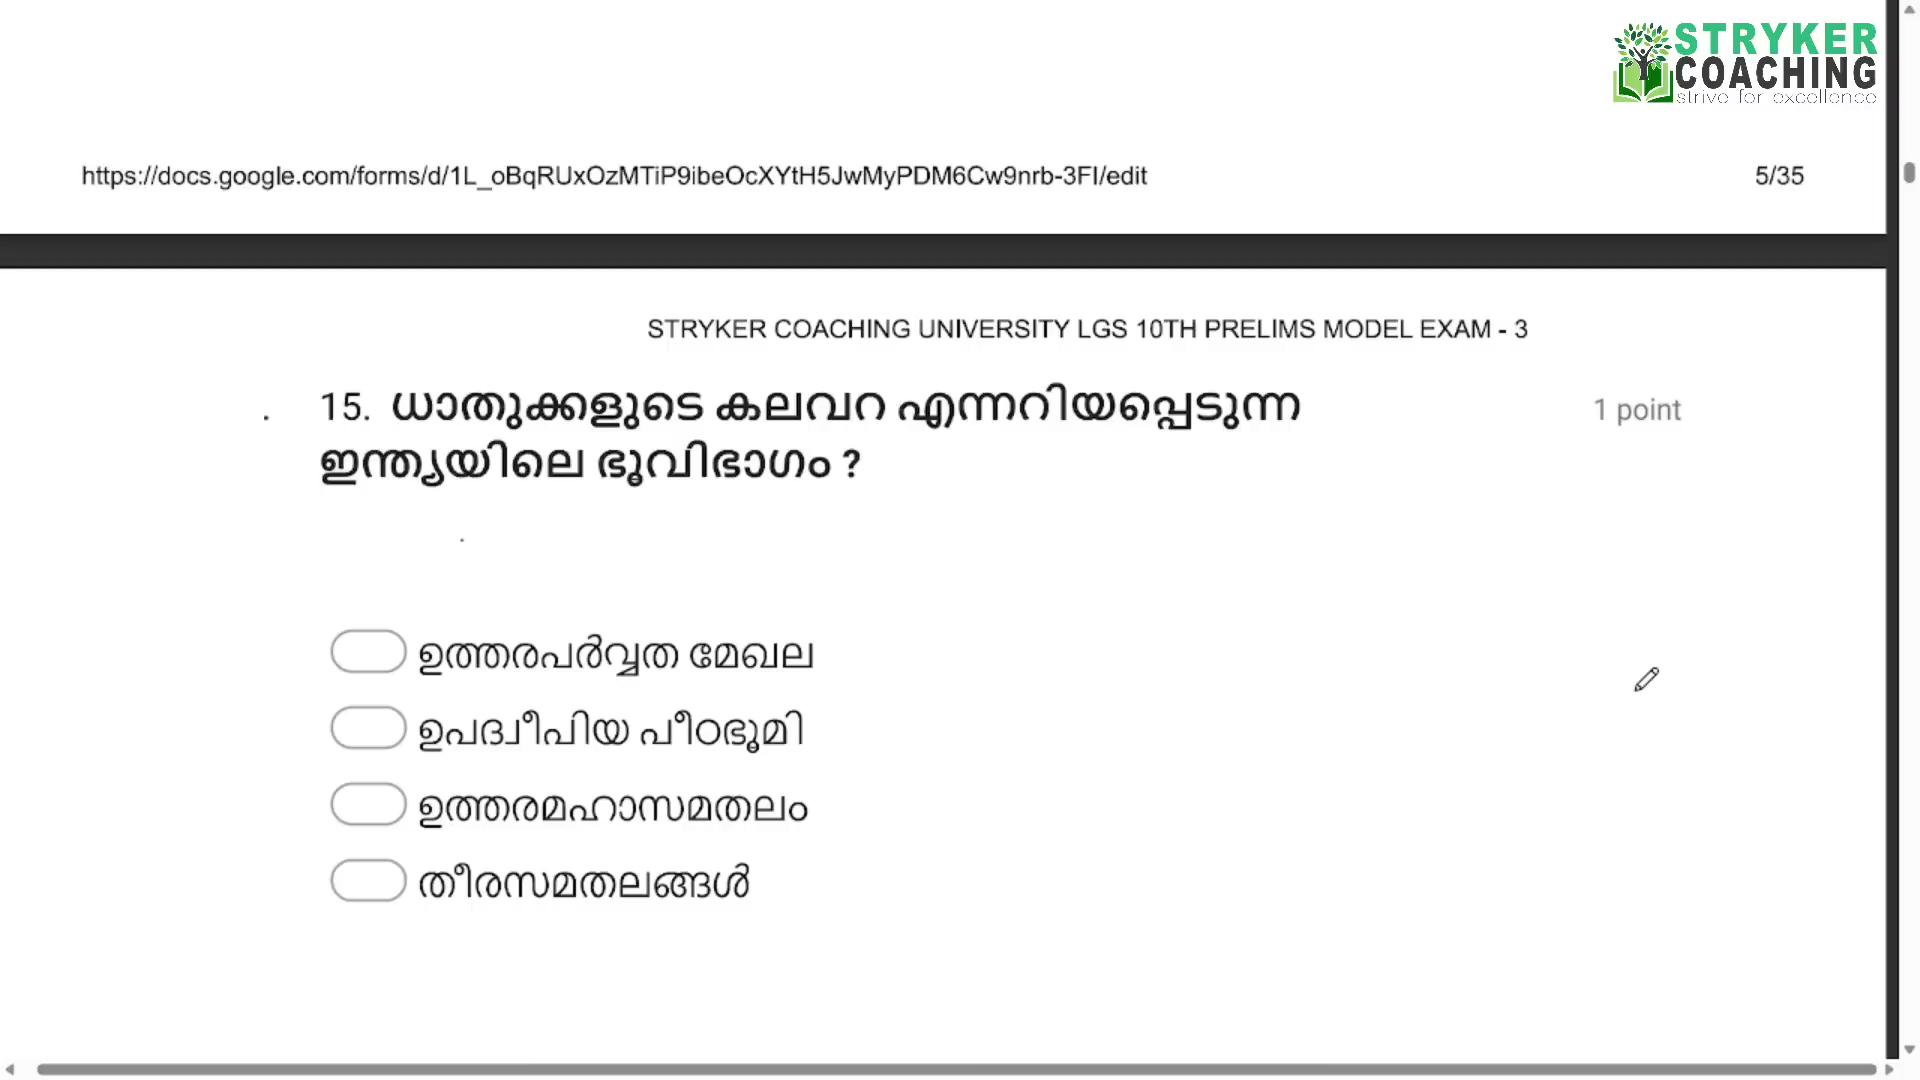 STRYKER
COACHING
strive for excellence
https://docs.google.com/forms/d/1L_oBqRUxOzMTiP9ibeOcXYtH5JwMyPDM6Cw9nrb-3FI/edit 5/35
STRYKER COACHING UNIVERSITY LGS 10TH PRELIMS MODEL EXAM - 3
15. ധാതുക്കളുടെ കലവറ എന്നറിയപ്പെടുന്ന 1 point
ഇന്ത്യയിലെ ഭൂവിഭാഗം ?
ഉത്തരപർവ്വത മേഖല
ഉപദ്വീപിയ പീഠഭൂമി
ഉത്തരമഹാസമതലം
തീരസമതലങ്ങൾ